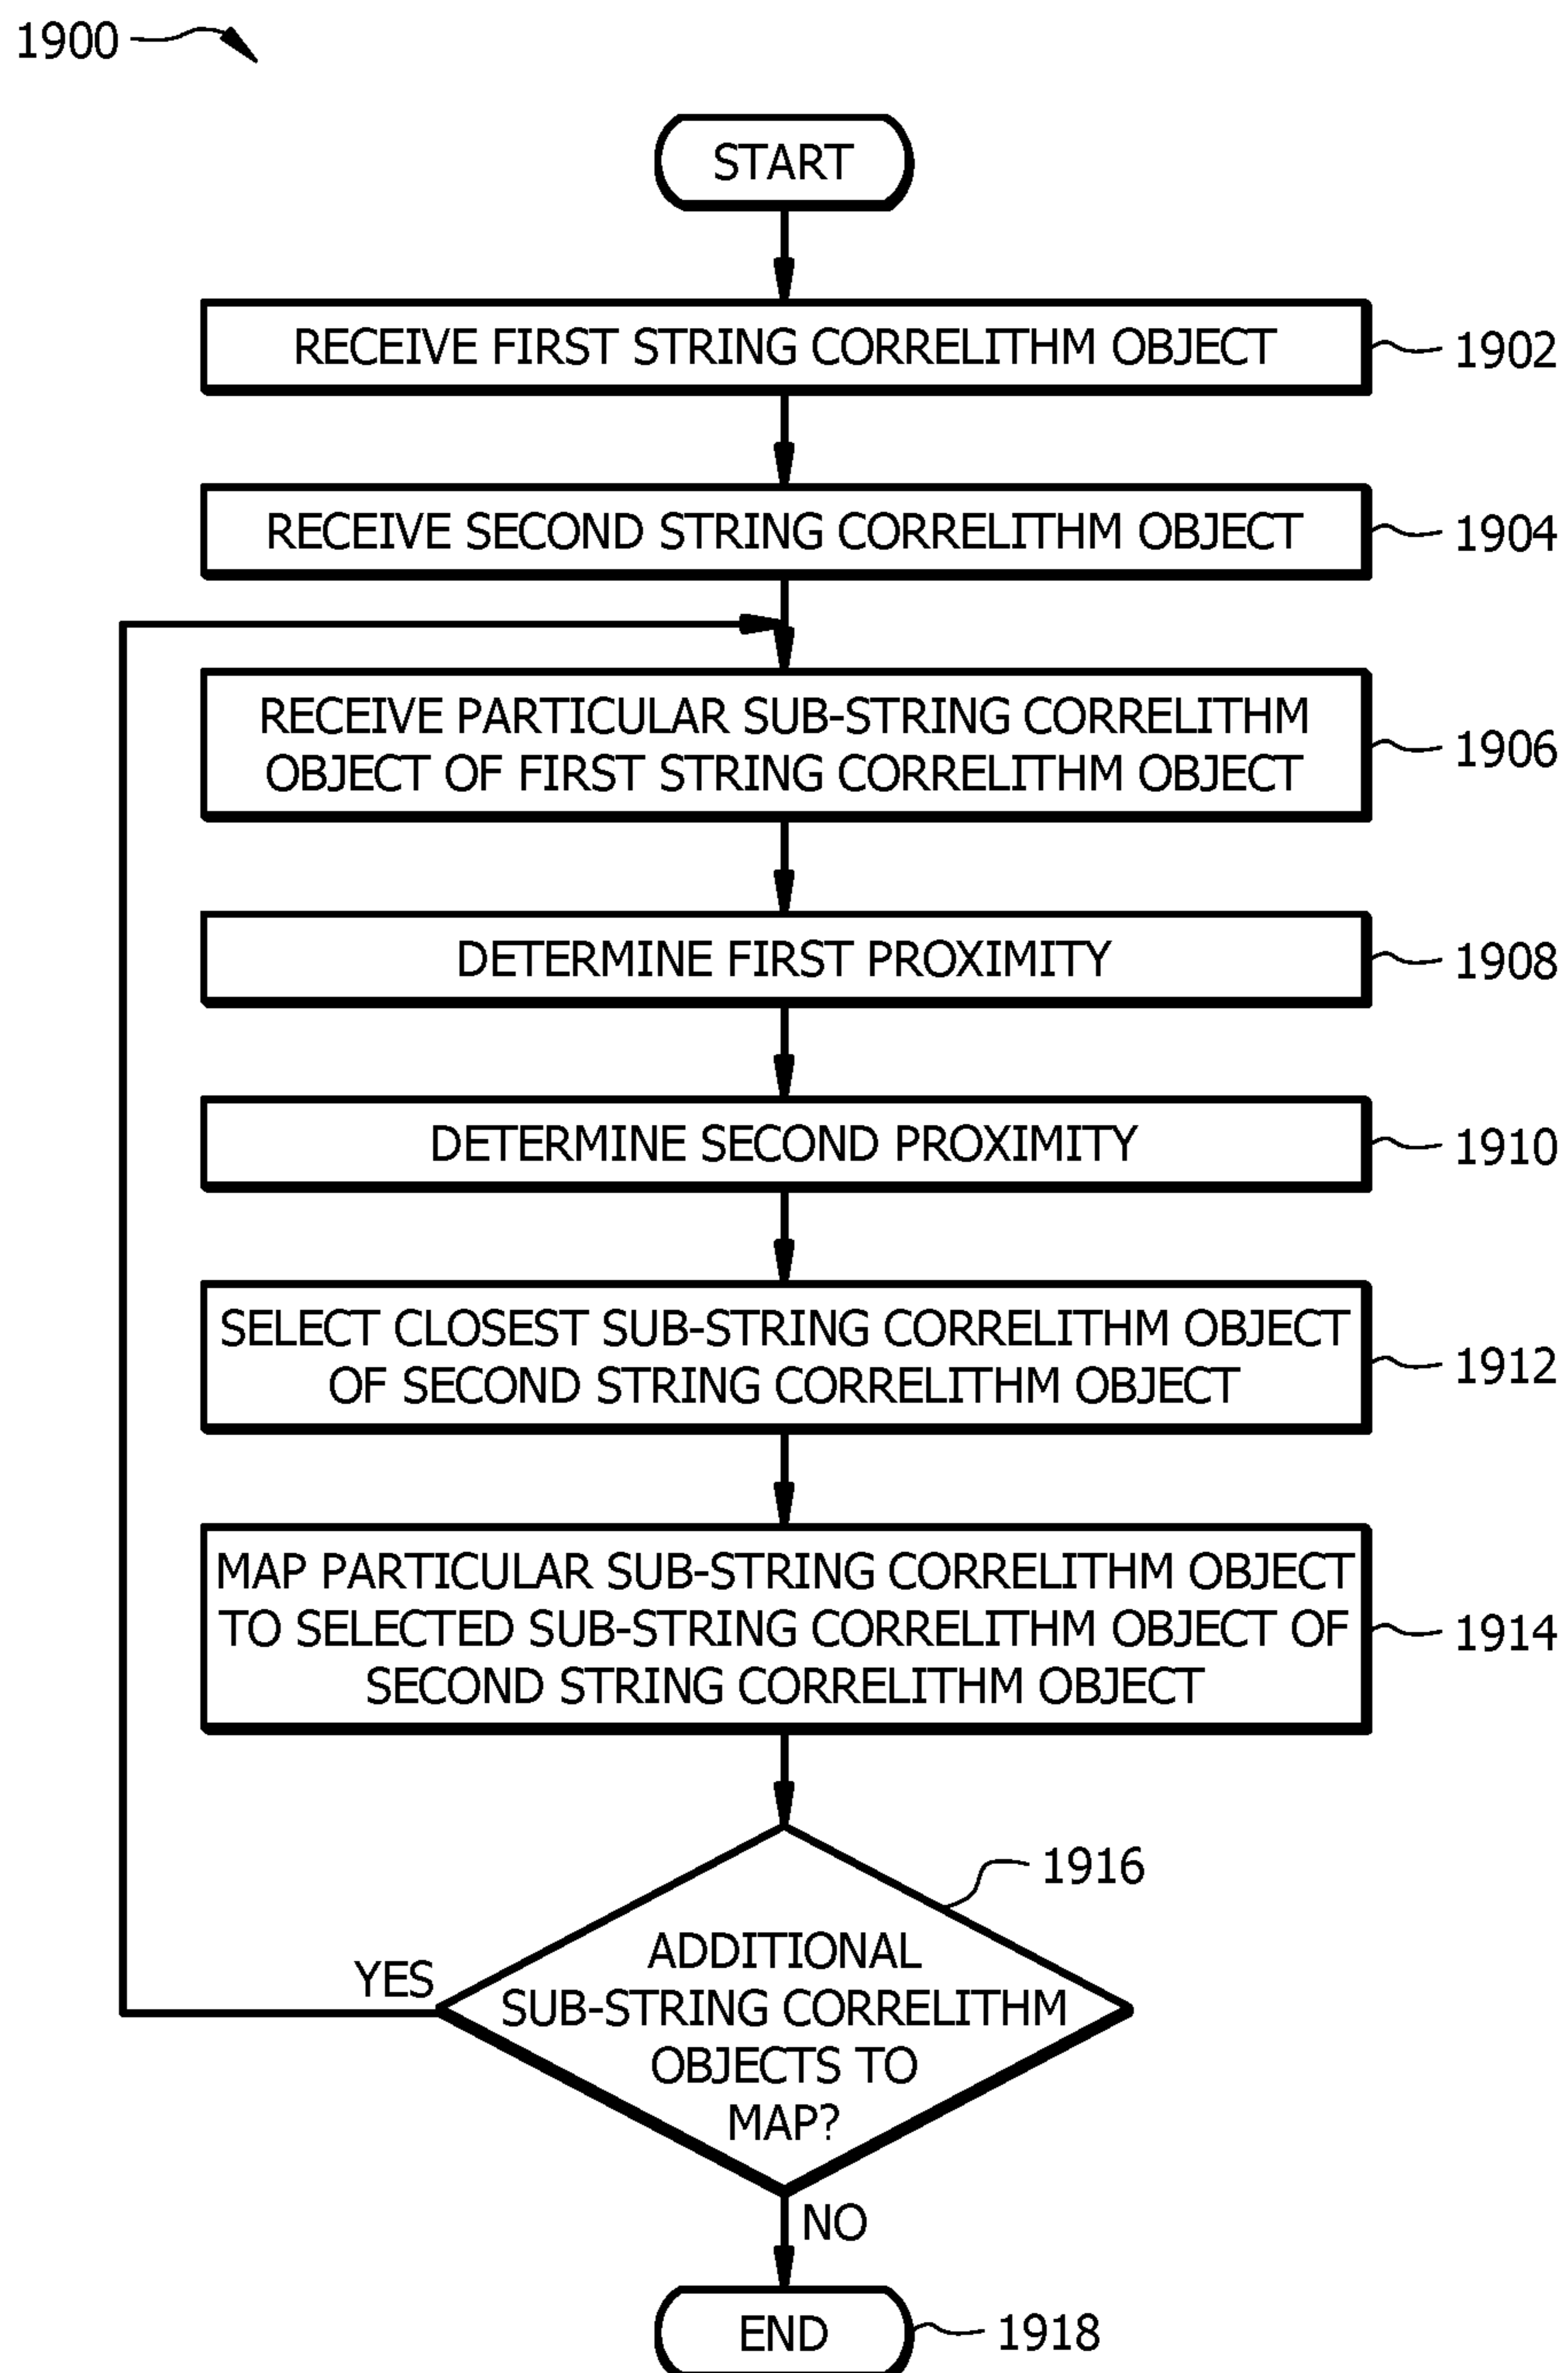 1900
START
RECEIVE FIRST STRING CORRELITHM OBJECT
1902
RECEIVE SECOND STRING CORRELITHM OBJECT
1904
RECEIVE PARTICULAR SUB-STRING CORRELITHM
OBJECT OF FIRST STRING CORRELITHM OBJECT
1906
DETERMINE FIRST PROXIMITY
1908
DETERMINE SECOND PROXIMITY
1910
SELECT CLOSEST SUB-STRING CORRELITHM OBJECT
OF SECOND STRING CORRELITHM OBJECT
1912
MAP PARTICULAR SUB-STRING CORRELITHM OBJECT
TO SELECTED SUB-STRING CORRELITHM OBJECT OF
SECOND STRING CORRELITHM OBJECT
1914
1916
ADDITIONAL
SUB-STRING CORRELITHM
OBJECTS TO
MAP?
YES
NO
END
1918